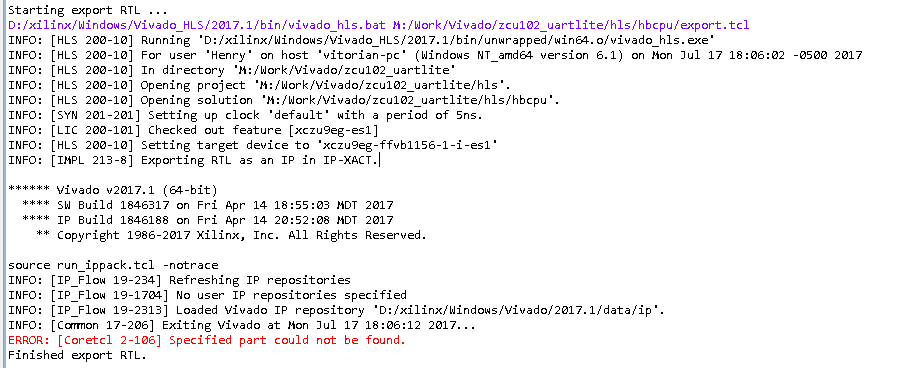 Starting export RTL ...
D:/xilinx/Windows/Vivado_HLS/2017.1/bin/vivado_hls.bat M:/Work/Vivado/zcu102_uartlite/hls/hbcpu/export.tcl
INFO: [HLS 200-10] Running 'D:/xilinx/Windows/Vivado_HLS/2017.1/bin/unwrapped/win64.o/vivado_hls.exe'
INFO: [HLS 200-10] For user 'Henry' on host 'vitorian-pc' (Windows NT_amd64 version 6.1) on Mon Jul 17 18:06:02 -0500 2017
INFO: [HLS 200-10] In directory 'M:/Work/Vivado/zcu102_uartlite'
INFO: [HLS 200-10] Opening project 'M:/Work/Vivado/zcu102_uartlite/hls'.
INFO: [HLS 200-10] Opening solution 'M:/Work/Vivado/zcu102_uartlite/hls/hbcpu'.
INFO: [SYN 201-201] Setting up clock 'default' with a period of 5ns.
INFO: [LIC 200-101] Checked out feature [xczu9eg-es1]
INFO: [HLS 200-10] Setting target device to 'xczu9eg-ffvb1156-1-i-es1'
INFO: [IMPL 213-8] Exporting RTL as an IP in IP-XACT.
****** Vivado v2017.1 (64-bit)
**** SW Build 1846317 on Fri Apr 14 18:55:03 MDT 2017
**** IP Build 1846188 on Fri Apr 14 20:52:08 MDT 2017
** Copyright 1986-2017 Xilinx, Inc. All Rights Reserved.
source run_ippack.tcl -notrace
INFO: [IP_Flow 19-234] Refreshing IP repositories
INFO: [IP_Flow 19-1704] No user IP repositories specified
INFO: [IP_Flow 19-2313] Loaded Vivado IP repository 'D:/xilinx/Windows/Vivado/2017.1/data/ip'.
INFO: [Common 17-206] Exiting Vivado at Mon Jul 17 18:06:12 2017...
ERROR: [Coretcl 2-106] Specified part could not be found.
Finished export RTL.